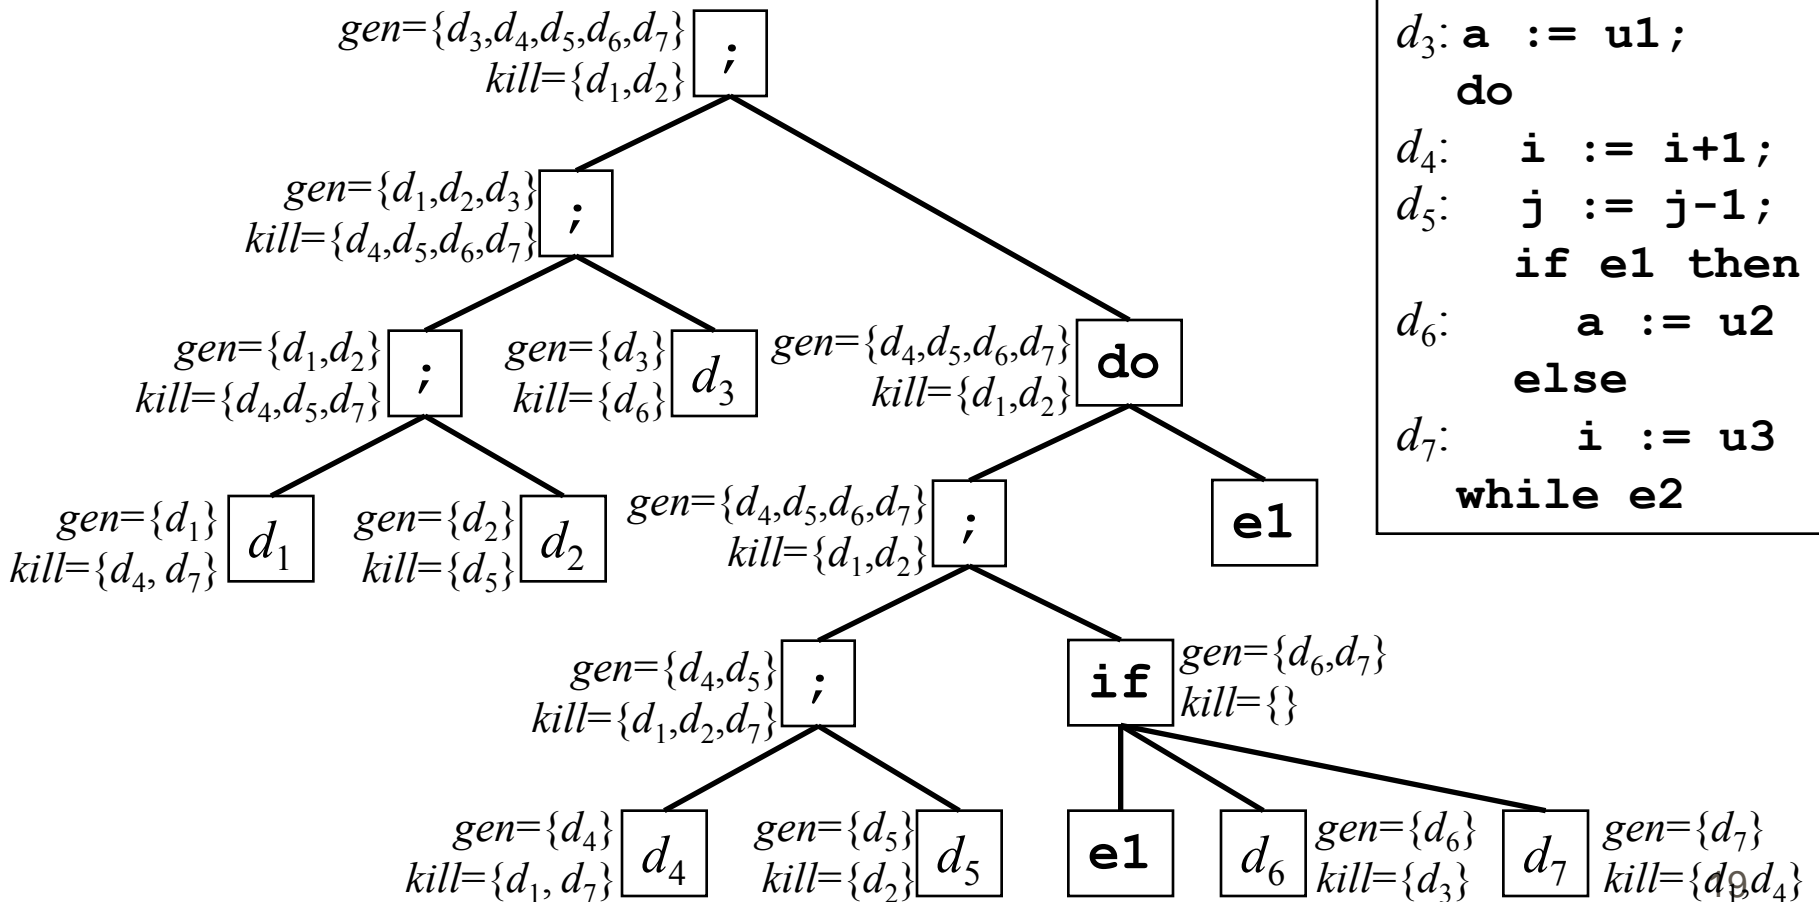 gen={d₃,d₄,d₅,d₆,d₇}
kill={d₁,d₂}
;
gen={d₁,d₂,d₃}
kill={d₄,d₅,d₆,d₇}
;
gen={d₁,d₂}
kill={d₄,d₅,d₇}
;
gen={d₃}
kill={d₆}
d₃
gen={d₄,d₅,d₆,d₇}
kill={d₁,d₂}
do
gen={d₁}
kill={d₄, d₇}
d₁
gen={d₂}
kill={d₅}
d₂
gen={d₄,d₅,d₆,d₇}
kill={d₁,d₂}
;
e1
gen={d₄,d₅}
kill={d₁,d₂,d₇}
;
if
gen={d₆,d₇}
kill={}
gen={d₄}
kill={d₁, d₇}
d₄
gen={d₅}
kill={d₂}
d₅
e1
d₆
gen={d₆}
kill={d₃}
d₇
gen={d₇}
kill={d₁,d₄}
19
d₃: a := u1;
do
d₄: i := i+1;
d₅: j := j-1;
if e1 then
d₆: a := u2
else
d₇: i := u3
while e2